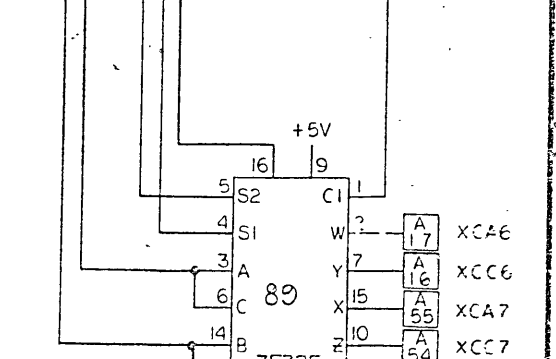 +5V
16 9
5 S2 C1 1
4 S1 W A 17 XCA6
3 A Y 7 A 16 XCC6
89
6 C X 15 A 55 XCA7
14 B Z 10 A 54 XCC7